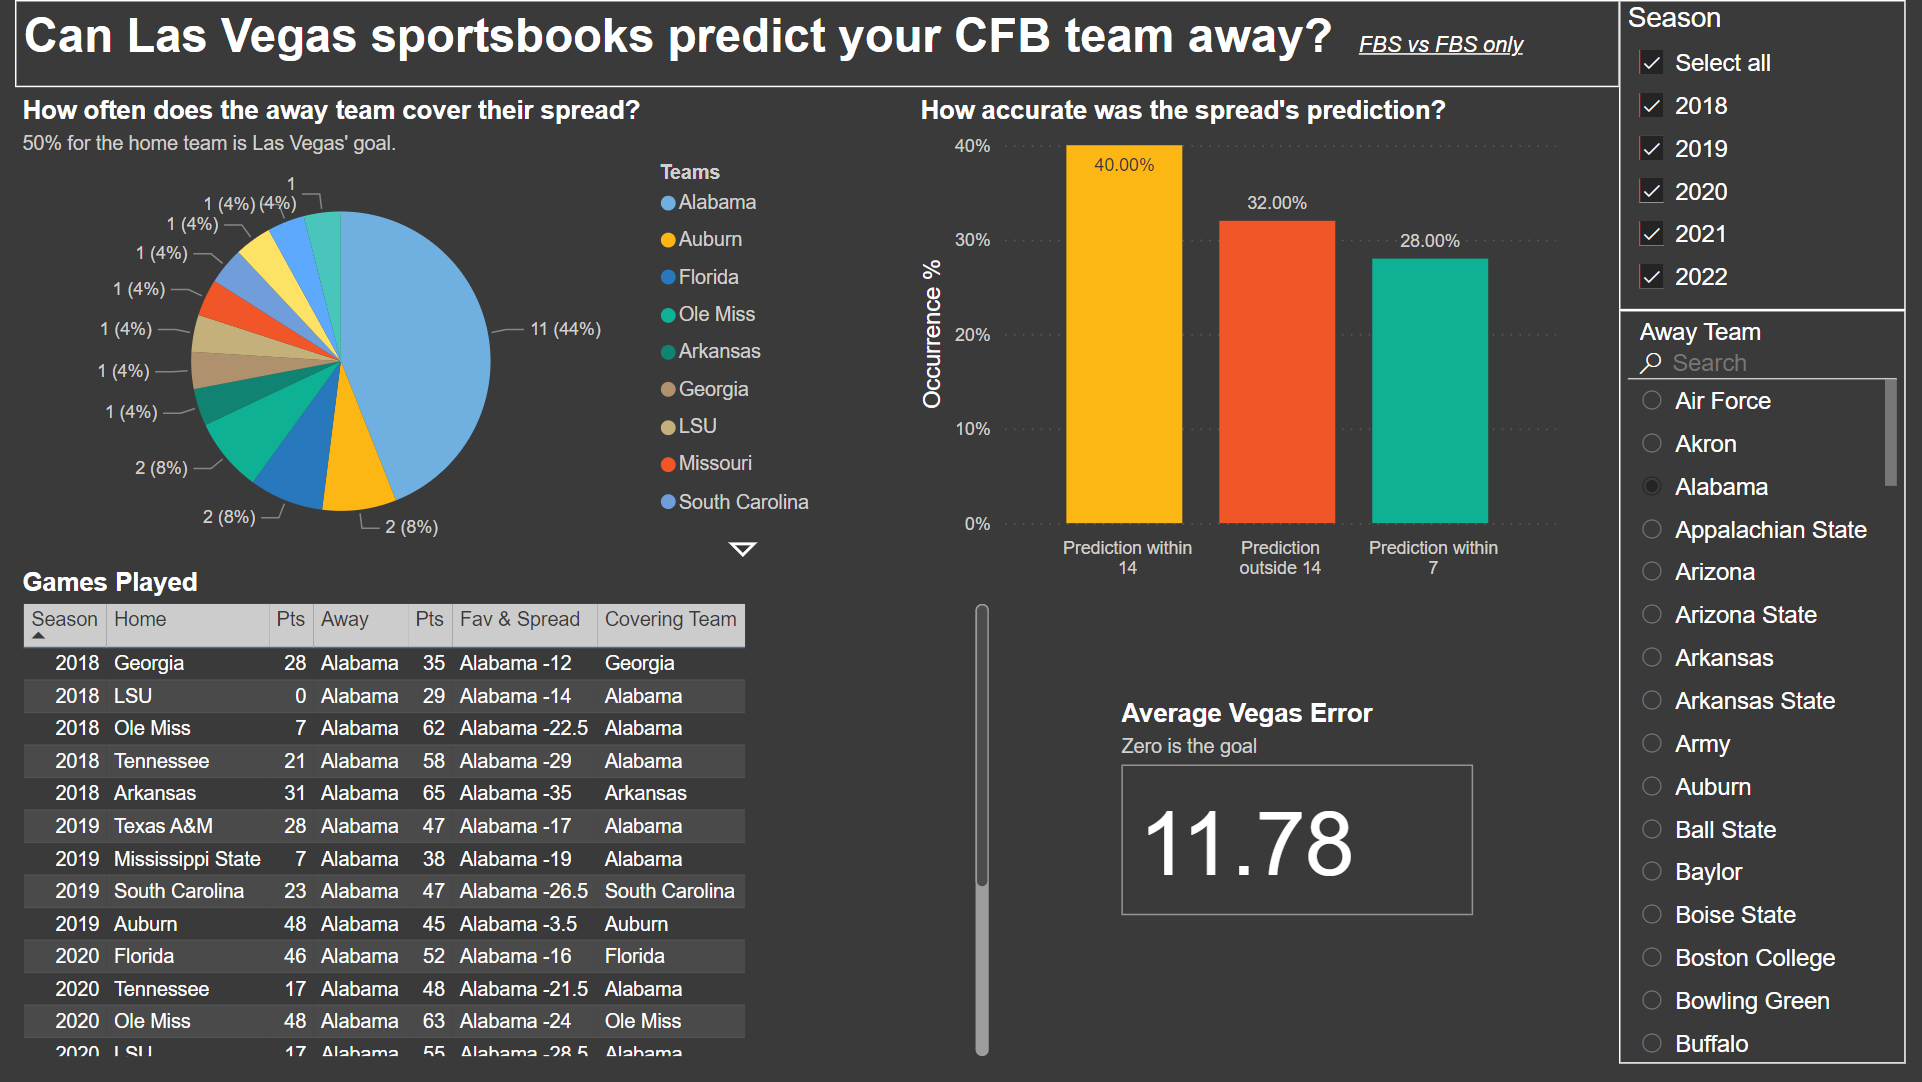 Can Las Vegas sportsbooks predict your CFB team away? FBS vs FBS only
How often does the away team cover their spread?
50% for the home team is Las Vegas' goal.
1
1 (4%) (4%)
1 (4%)
1 (4%)
1 (4%)
1 (4%)
1 (4%)
1 (4%)
2 (8%)
2 (8%)
2 (8%)
11 (44%)
Teams
Alabama
Auburn
Florida
Ole Miss
Arkansas
Georgia
LSU
Missouri
South Carolina
How accurate was the spread's prediction?
Occurrence %
40%
30%
20%
10%
0%
40.00%
32.00%
28.00%
Prediction within 14
Prediction outside 14
Prediction within 7
Games Played
Season Home Pts Away Pts Fav & Spread Covering Team
2018 Georgia 28 Alabama 35 Alabama -12 Georgia
2018 LSU 0 Alabama 29 Alabama -14 Alabama
2018 Ole Miss 7 Alabama 62 Alabama -22.5 Alabama
2018 Tennessee 21 Alabama 58 Alabama -29 Alabama
2018 Arkansas 31 Alabama 65 Alabama -35 Arkansas
2019 Texas A&M 28 Alabama 47 Alabama -17 Alabama
2019 Mississippi State 7 Alabama 38 Alabama -19 Alabama
2019 South Carolina 23 Alabama 47 Alabama -26.5 South Carolina
2019 Auburn 48 Alabama 45 Alabama -3.5 Auburn
2020 Florida 46 Alabama 52 Alabama -16 Florida
2020 Tennessee 17 Alabama 48 Alabama -21.5 Alabama
2020 Ole Miss 48 Alabama 63 Alabama -24 Ole Miss
2020 LSU 17 Alabama 55 Alabama -28.5 Alabama
Average Vegas Error
Zero is the goal
11.78
Season
Select all
2018
2019
2020
2021
2022
Away Team
Search
Air Force
Akron
Alabama
Appalachian State
Arizona
Arizona State
Arkansas
Arkansas State
Army
Auburn
Ball State
Baylor
Boise State
Boston College
Bowling Green
Buffalo